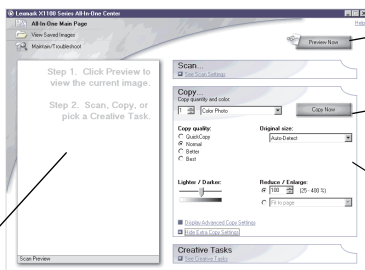 Lexmark X1100 Series All-In-One Center
All-In-One Main Page
Help
View Saved Images
Maintain/Troubleshoot
Preview Now
Step 1. Click Preview to
view the current image.
Step 2. Scan, Copy, or
pick a Creative Task.
Scan Preview
Scan...
See Scan Settings
Copy...
Copy quantity and color.
1
Color Photo
Copy Now
Copy quality:
QuickCopy
Normal
Better
Best
Original size:
Auto-Detect
Lighter / Darker:
Reduce / Enlarge:
100
(25 - 400 %)
Fit to page
Display Advanced Copy Settings
Hide Extra Copy Settings
Creative Tasks
See Creative Tasks